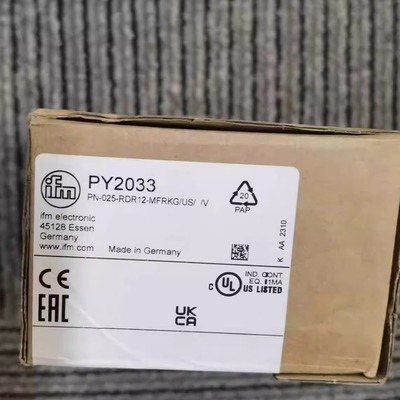 ifm
PY2033
PN-025-RDR12-MFRKG/US/ /V
ifm electronic
45128 Essen
Germany
www.ifm.com Made in Germany
20
PAP
K AA 2310
CE
EAC
UK
CA
C UL US LISTED
IND. CONT.
EQ. 81MA